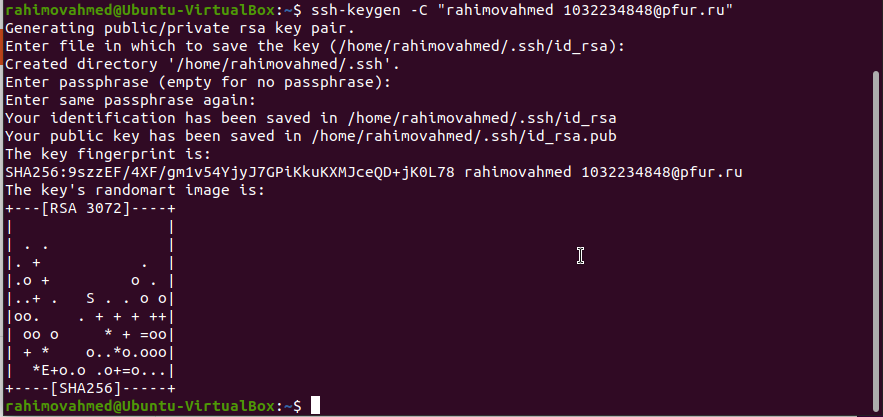 rahimovahmed@Ubuntu-VirtualBox:~$ ssh-keygen -C "rahimovahmed 1032234848@pfur.ru"
Generating public/private rsa key pair.
Enter file in which to save the key (/home/rahimovahmed/.ssh/id_rsa):
Created directory '/home/rahimovahmed/.ssh'.
Enter passphrase (empty for no passphrase):
Enter same passphrase again:
Your identification has been saved in /home/rahimovahmed/.ssh/id_rsa
Your public key has been saved in /home/rahimovahmed/.ssh/id_rsa.pub
The key fingerprint is:
SHA256:9szzEF/4XF/gm1v54YjyJ7GPiKkuKXMJceQD+jK0L78 rahimovahmed 1032234848@pfur.ru
The key's randomart image is:
+---[RSA 3072]----+
|                 |
| . .             |
|. +           .  |
|.o +         o . |
|..+ .   S . . o o|
|oo.    . + + + ++|
| oo o     * + =oo|
| + *    o..*o.ooo|
|  *E+o.o .o+=o...|
+----[SHA256]-----+
rahimovahmed@Ubuntu-VirtualBox:~$